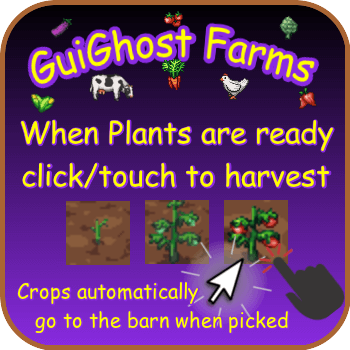 GuiGhost Farms
When Plants are ready
click/touch to harvest
Crops automatically
go to the barn when picked